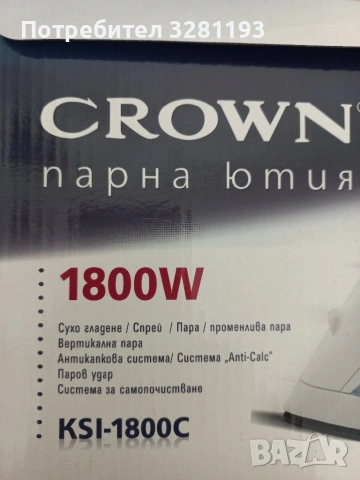 Потребител 3281193
CROWN®
парна ютия
1800W
Сухо гладене / Спрей / Пара / променлива пара
Вертикална пара
Антикапкова система/ Система „Anti-Calc"
Паров удар
Система за самопочистване
KSI-1800C
BAZAR